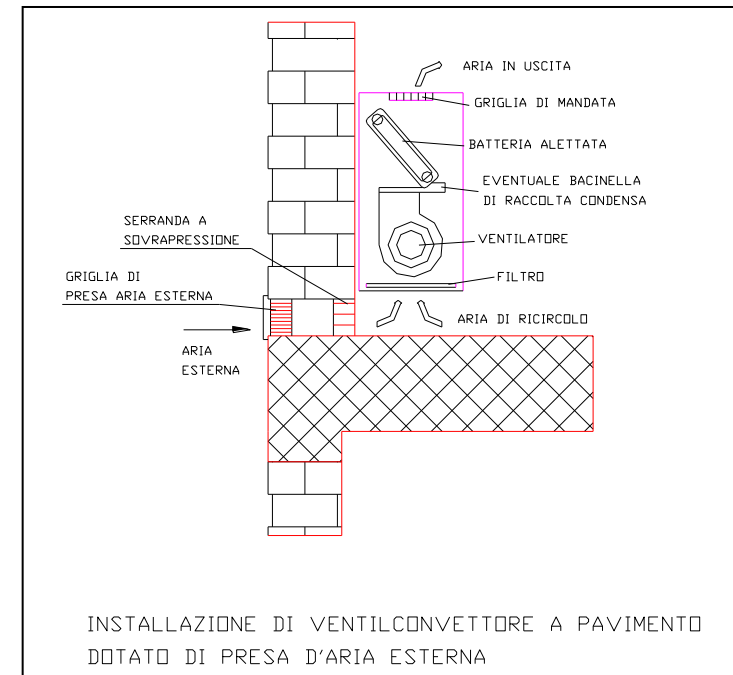 ARIA IN USCITA
GRIGLIA DI MANDATA
BATTERIA ALETTATA
EVENTUALE BACINELLA
DI RACCOLTA CONDENSA
SERRANDA A
SOVRAPRESSIONE
VENTILATORE
GRIGLIA DI
PRESA ARIA ESTERNA
FILTRO
ARIA DI RICIRCOLO
ARIA
ESTERNA
INSTALLAZIONE DI VENTILCONVETTORE A PAVIMENTO
DOTATO DI PRESA D'ARIA ESTERNA